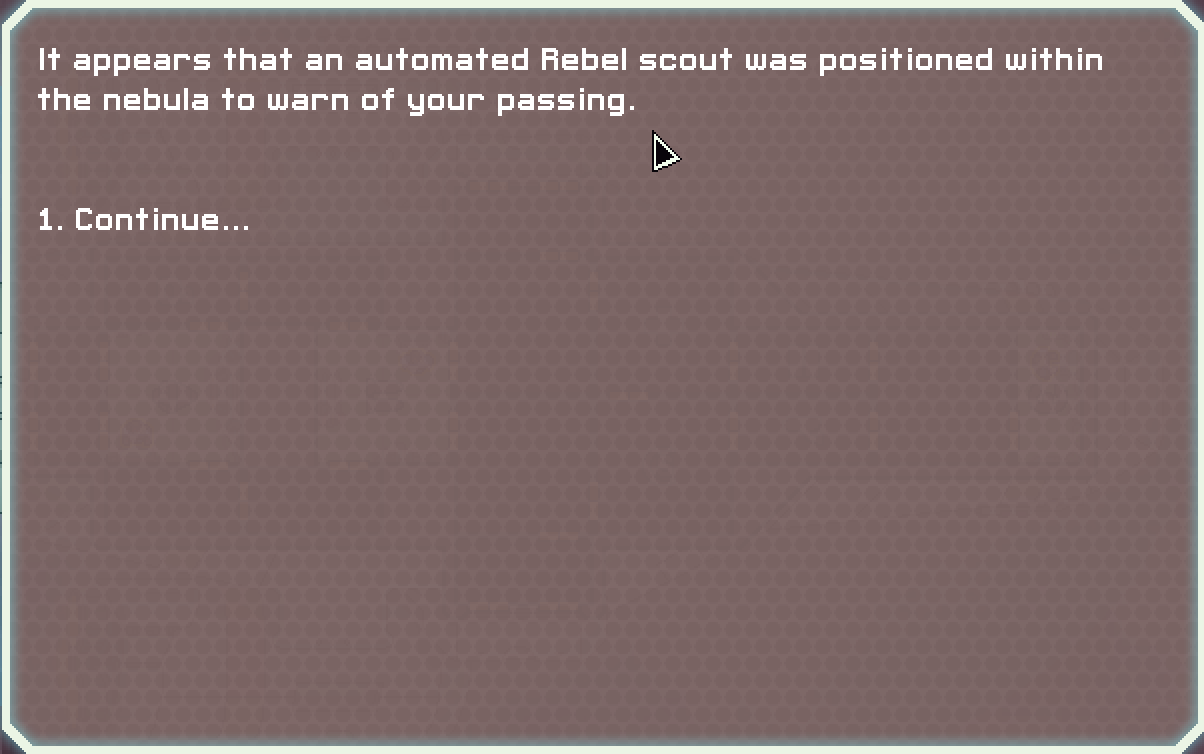 It appears that an automated Rebel scout was positioned within
the nebula to warn of your passing.
1. Continue...